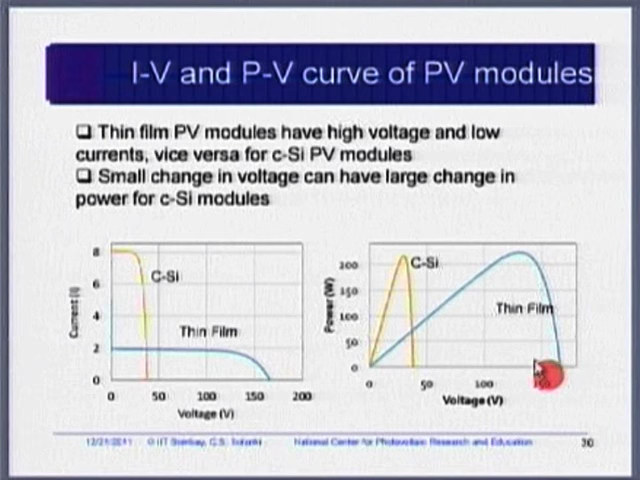 I-V and P-V curve of PV modules
❑ Thin film PV modules have high voltage and low
currents, vice versa for c-Si PV modules
❑ Small change in voltage can have large change in
power for c-Si modules
Current (I)
8
6
4
2
0
C-Si
Thin Film
0 50 100 150 200
Voltage (V)
Power (W)
200
150
100
50
0
C-Si
Thin Film
0 50 100
Voltage (V)
© IIT Bombay, C.S. Solanki
National Center for Photovoltaic Research and Education
30